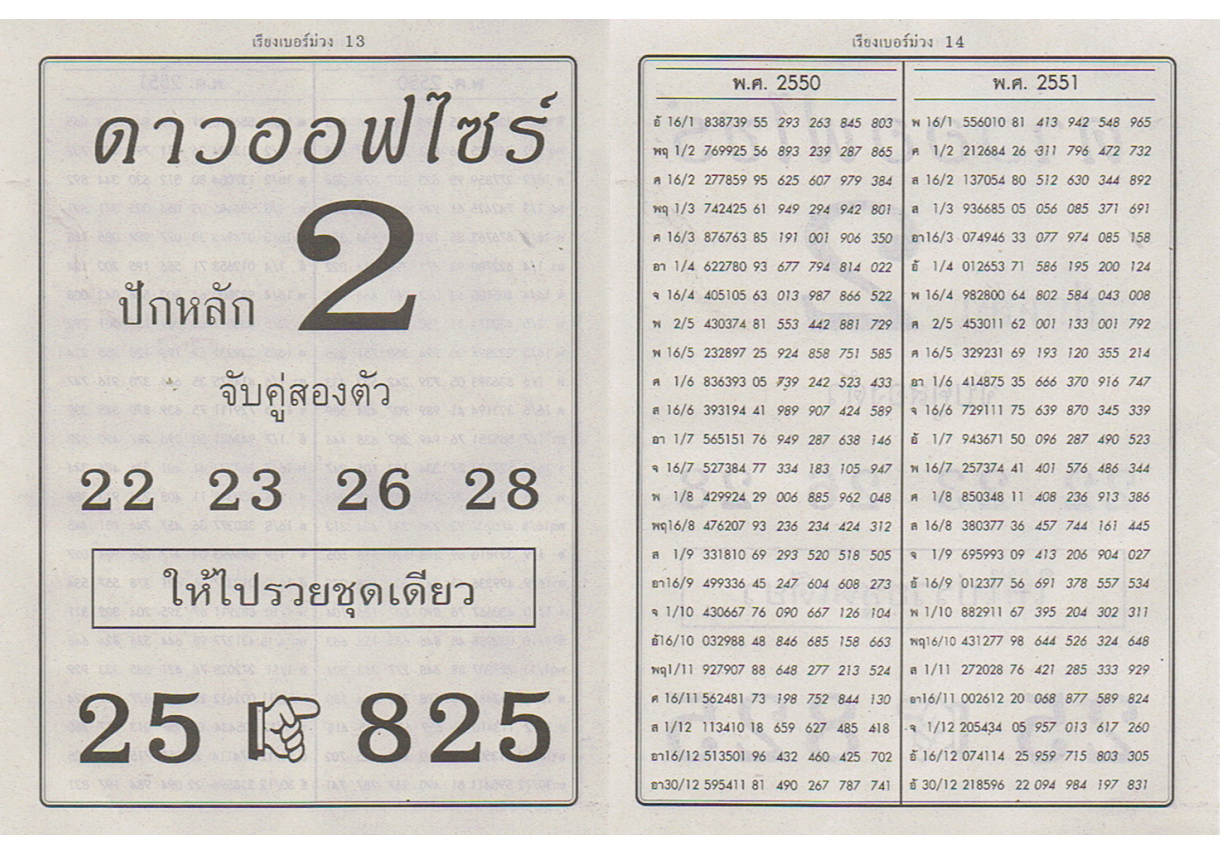 เรียงเบอร์ม่วง 13
ดาวออฟไซร์
ปักหลัก 2
จับคู่สองตัว
22 23 26 28
ให้ไปรวยชุดเดียว
25 825
เรียงเบอร์ม่วง 14
พ.ศ. 2550
อั 16/1 838739 55 293 263 845 803
พฤ 1/2 769925 56 893 239 287 865
ศ 16/2 277859 95 625 607 979 384
พฤ 1/3 742425 61 949 294 942 801
ศ 16/3 876763 85 191 001 906 350
อา 1/4 622780 93 677 794 814 022
จ 16/4 405105 63 013 987 866 522
พ 2/5 430374 81 553 442 881 729
พ 16/5 232897 25 924 858 751 585
ศ 1/6 836393 05 739 242 523 433
ส 16/6 393194 41 989 907 424 589
อา 1/7 565151 76 949 287 638 146
จ 16/7 527384 77 334 183 105 947
พ 1/8 429924 29 006 885 962 048
พฤ16/8 476207 93 236 234 424 312
ส 1/9 331810 69 293 520 518 505
อา16/9 499336 45 247 604 608 273
จ 1/10 430667 76 090 667 126 104
อั16/10 032988 48 846 685 158 663
พฤ1/11 927907 88 648 277 213 524
ศ 16/11 562481 73 198 752 844 130
ส 1/12 113410 18 659 627 485 418
อา16/12 513501 96 432 460 425 702
อา30/12 595411 81 490 267 787 741
พ.ศ. 2551
พ 16/1 556010 81 413 942 548 965
ศ 1/2 212684 26 311 796 472 732
ส 16/2 137054 80 512 630 344 892
ส 1/3 936685 05 056 085 371 691
อา16/3 074946 33 077 974 085 158
อั 1/4 012653 71 586 195 200 124
พ 16/4 982800 64 802 584 043 008
ศ 2/5 453011 62 001 133 001 792
ศ 16/5 329231 69 193 120 355 214
อา 1/6 414875 35 666 370 916 747
จ 16/6 729111 75 639 870 345 339
อั 1/7 943671 50 096 287 490 523
พ 16/7 257374 41 401 576 486 344
ศ 1/8 850348 11 408 236 913 386
ส 16/8 380377 36 457 744 161 445
จ 1/9 695993 09 413 206 904 027
อั 16/9 012377 56 691 378 557 534
พ 1/10 882911 67 395 204 302 311
พฤ16/10 431277 98 644 526 324 648
ส 1/11 272028 76 421 285 333 929
อา16/11 002612 20 068 877 589 824
จ 1/12 205434 05 957 013 617 260
อั 16/12 074114 25 959 715 803 305
อั 30/12 218596 22 094 984 197 831